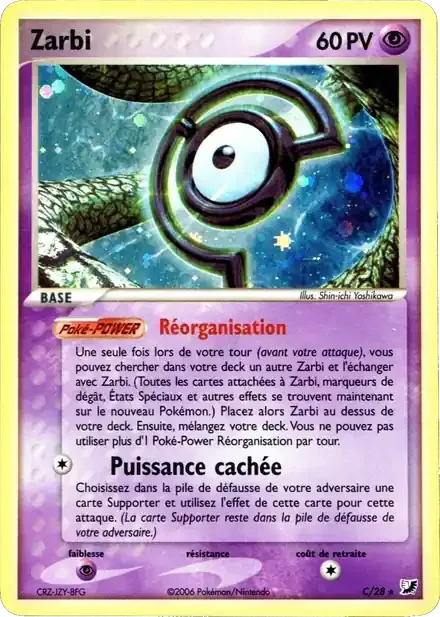 Zarbi 60 PV
BASE Illus. Shin-ichi Yoshikawa
Poké-POWER Réorganisation
Une seule fois lors de votre tour (avant votre attaque), vous
pouvez chercher dans votre deck un autre Zarbi et l'échanger
avec Zarbi. (Toutes les cartes attachées à Zarbi, marqueurs de
dégât, États Spéciaux et autres effets se trouvent maintenant
sur le nouveau Pokémon.) Placez alors Zarbi au dessus de
votre deck. Ensuite, mélangez votre deck. Vous ne pouvez pas
utiliser plus d'1 Poké-Power Réorganisation par tour.
Puissance cachée
Choisissez dans la pile de défausse de votre adversaire une
carte Supporter et utilisez l'effet de cette carte pour cette
attaque. (La carte Supporter reste dans la pile de défausse de
votre adversaire.)
faiblesse résistance coût de retraite
CRZ-JZY-8FG ©2006 Pokémon/Nintendo C/28 ★